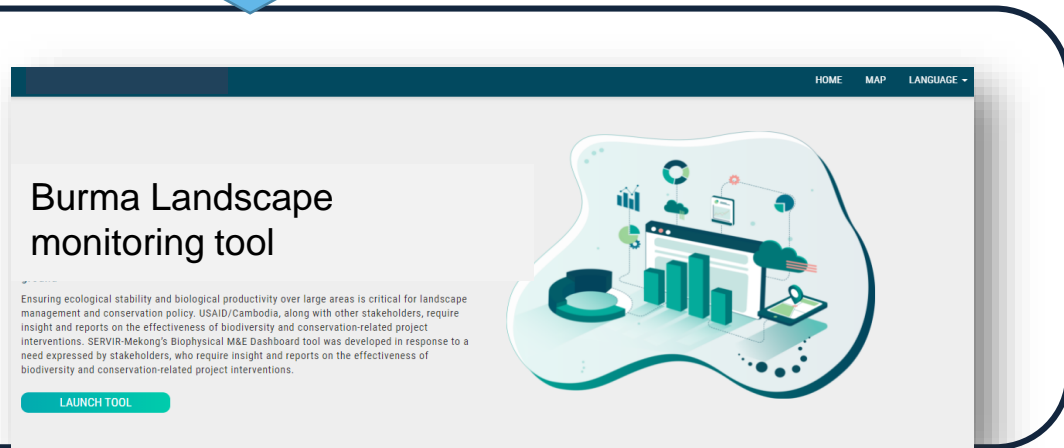 HOME MAP LANGUAGE
Burma Landscape
monitoring tool
Ensuring ecological stability and biological productivity over large areas is critical for landscape
management and conservation policy. USAID/Cambodia, along with other stakeholders, require
insight and reports on the effectiveness of biodiversity and conservation-related project
interventions. SERVIR-Mekong's Biophysical M&E Dashboard tool was developed in response to a
need expressed by stakeholders, who require insight and reports on the effectiveness of
biodiversity and conservation-related project interventions.
LAUNCH TOOL